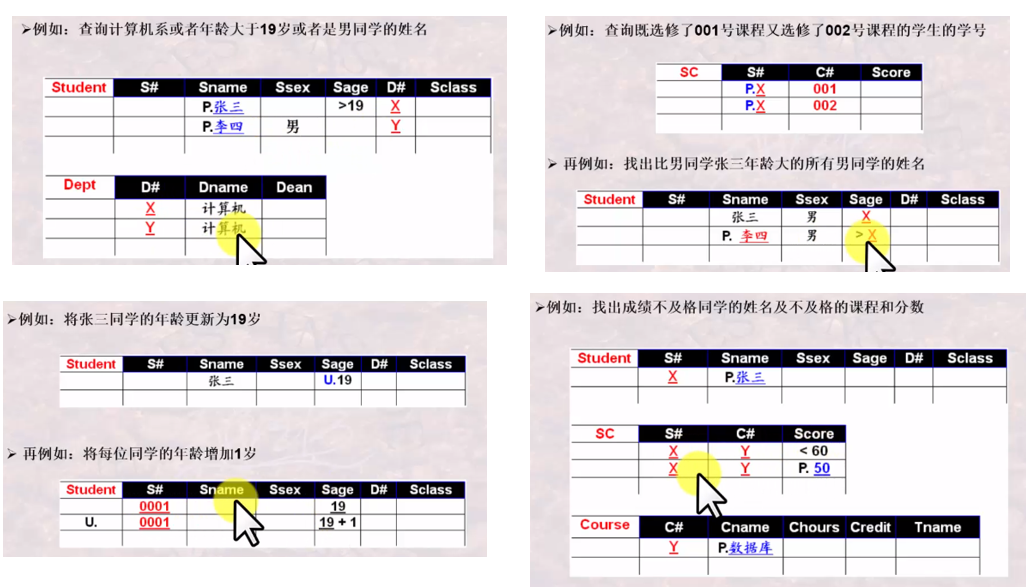 ➢例如：查询计算机系或者年龄大于19岁或者是男同学的姓名
Student S# Sname Ssex Sage D# Sclass
P.张三 >19 X
P.李四 男 Y
Dept D# Dname Dean
X 计算机
Y 计算机
➢例如：查询既选修了001号课程又选修了002号课程的学生的学号
SC S# C# Score
P.X 001
P.X 002
➢ 再例如：找出比男同学张三年龄大的所有男同学的姓名
Student S# Sname Ssex Sage D# Sclass
张三 男 X
P. 李四 男 > X
➢例如：将张三同学的年龄更新为19岁
Student S# Sname Ssex Sage D# Sclass
张三 U.19
➢ 再例如：将每位同学的年龄增加1岁
Student S# Sname Ssex Sage D# Sclass
0001 19
U. 0001 19 + 1
➢例如：找出成绩不及格同学的姓名及不及格的课程和分数
Student S# Sname Ssex Sage D# Sclass
X P.张三
SC S# C# Score
X Y < 60
X Y P. 50
Course C# Cname Chours Credit Tname
Y P.数据库